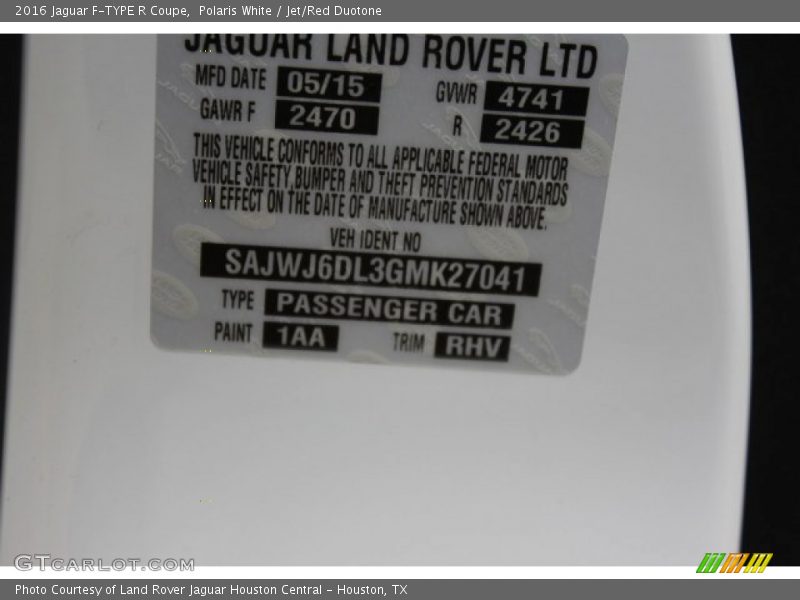 2016 Jaguar F-TYPE R Coupe, Polaris White / Jet/Red Duotone
JAGUAR LAND ROVER LTD
MFD DATE 05/15 GVWR 4741
GAWR F 2470 R 2426
THIS VEHICLE CONFORMS TO ALL APPLICABLE FEDERAL MOTOR
VEHICLE SAFETY BUMPER AND THEFT PREVENTION STANDARDS
IN EFFECT ON THE DATE OF MANUFACTURE SHOWN ABOVE.
VEH IDENT NO
SAJWJ6DL3GMK27041
TYPE PASSENGER CAR
PAINT 1AA TRIM RHV
GTCARLOT.COM
Photo Courtesy of Land Rover Jaguar Houston Central - Houston, TX